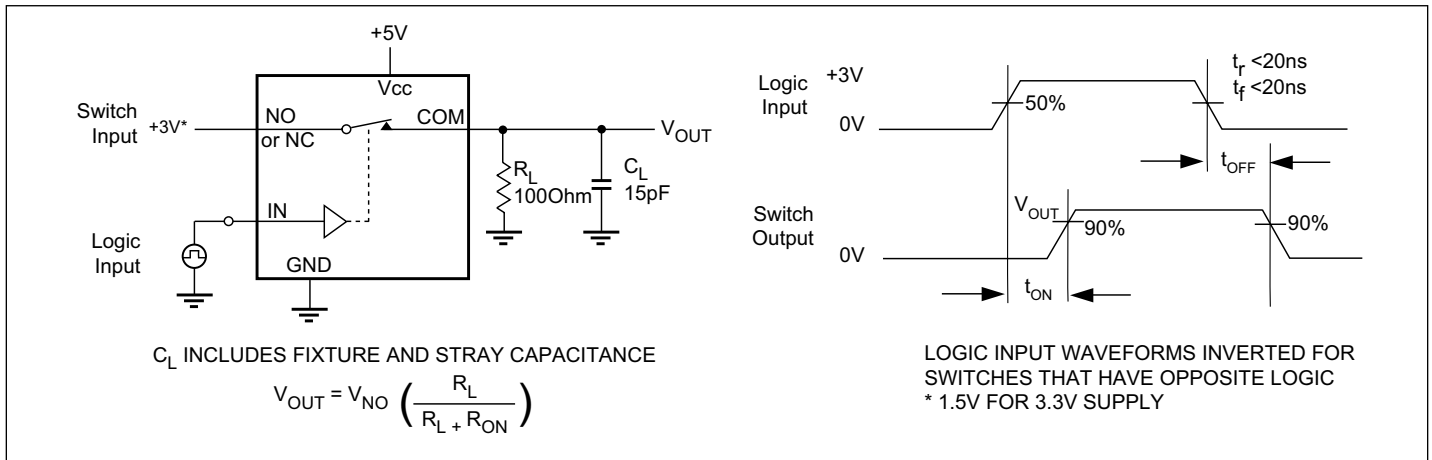 +5V
Vcc
Switch
Input
+3V*
NO
or NC
COM
VOUT
RL
100Ohm
CL
15pF
IN
Logic
Input
GND
CL INCLUDES FIXTURE AND STRAY CAPACITANCE
VOUT = VNO ( RL / RL + RON )
Logic
Input
+3V
0V
50%
tr <20ns
tf <20ns
tOFF
Switch
Output
VOUT
0V
90%
90%
tON
LOGIC INPUT WAVEFORMS INVERTED FOR
SWITCHES THAT HAVE OPPOSITE LOGIC
* 1.5V FOR 3.3V SUPPLY